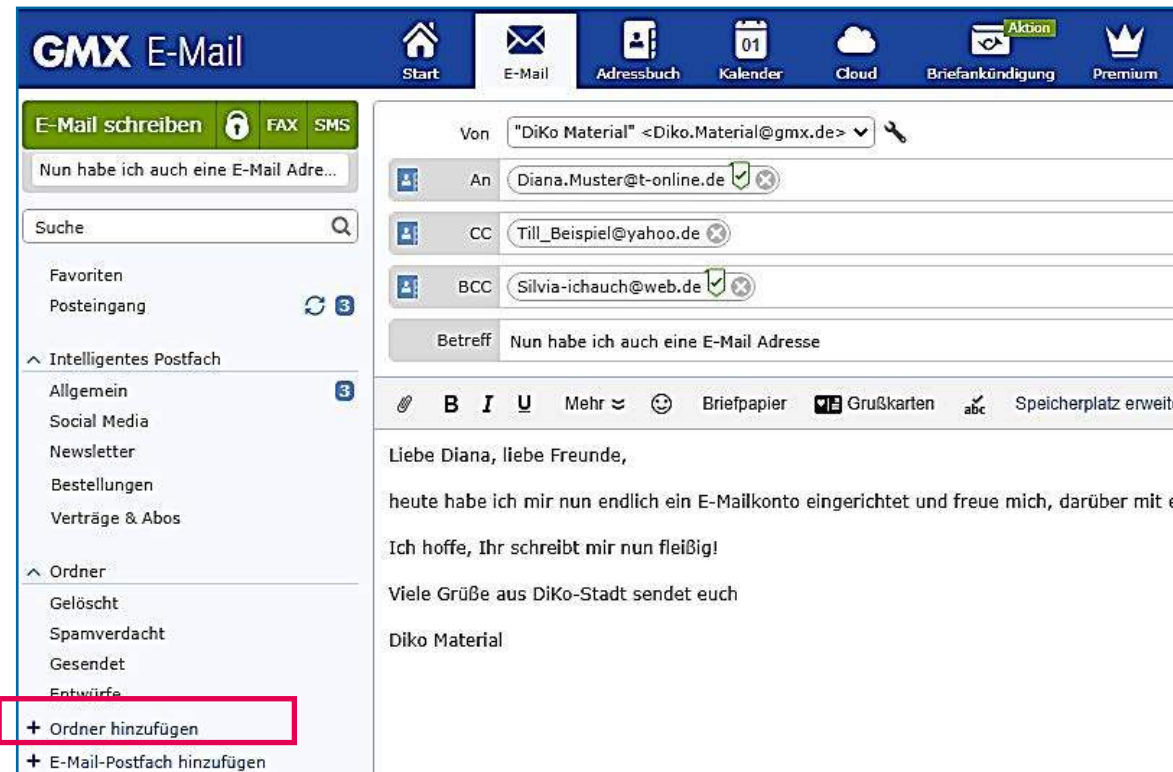 GMX E-Mail
Start
E-Mail
Adressbuch
01
Kalender
Cloud
Aktion
Briefankündigung
Premium
E-Mail schreiben FAX SMS
Nun habe ich auch eine E-Mail Adre...
Suche
Favoriten
Posteingang 3
Intelligentes Postfach
Allgemein 3
Social Media
Newsletter
Bestellungen
Verträge & Abos
Ordner
Gelöscht
Spamverdacht
Gesendet
Entwürfe
+ Ordner hinzufügen
+ E-Mail-Postfach hinzufügen
Von "DiKo Material" <Diko.Material@gmx.de>
An Diana.Muster@t-online.de
CC Till_Beispiel@yahoo.de
BCC Silvia-ichauch@web.de
Betreff Nun habe ich auch eine E-Mail Adresse
B I U Mehr Briefpapier Grußkarten abc Speicherplatz erweit
Liebe Diana, liebe Freunde,
heute habe ich mir nun endlich ein E-Mailkonto eingerichtet und freue mich, darüber mit e
Ich hoffe, Ihr schreibt mir nun fleißig!
Viele Grüße aus DiKo-Stadt sendet euch
Diko Material